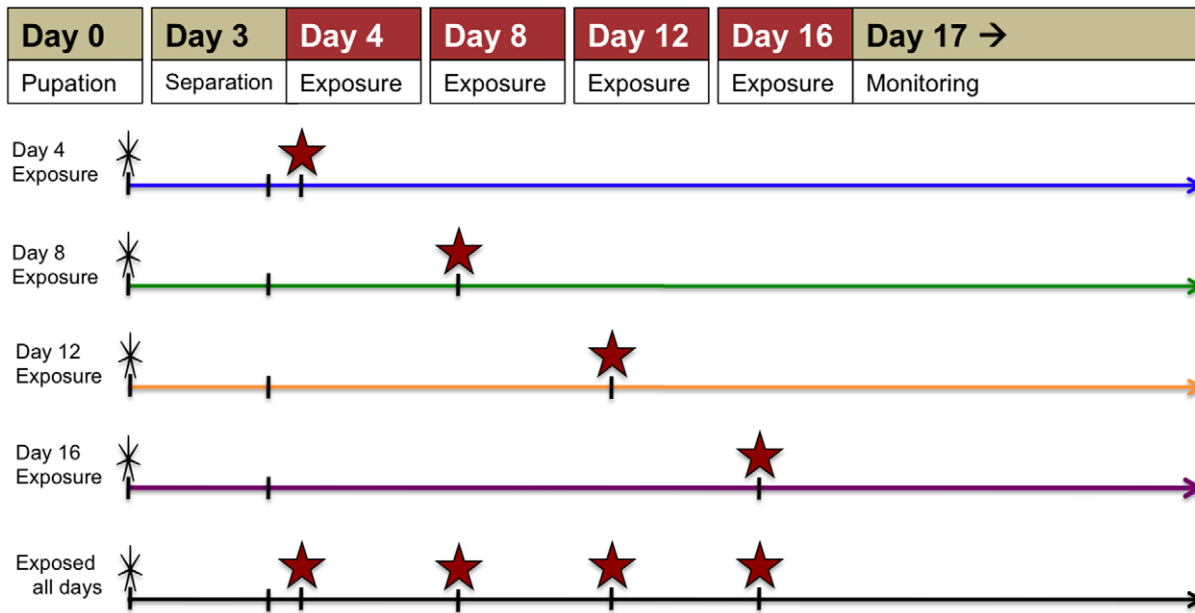 Day 0 Day 3 Day 4 Day 8 Day 12 Day 16 Day 17 →
Pupation Separation Exposure Exposure Exposure Exposure Monitoring
Day 4
Exposure
Day 8
Exposure
Day 12
Exposure
Day 16
Exposure
Exposed
all days